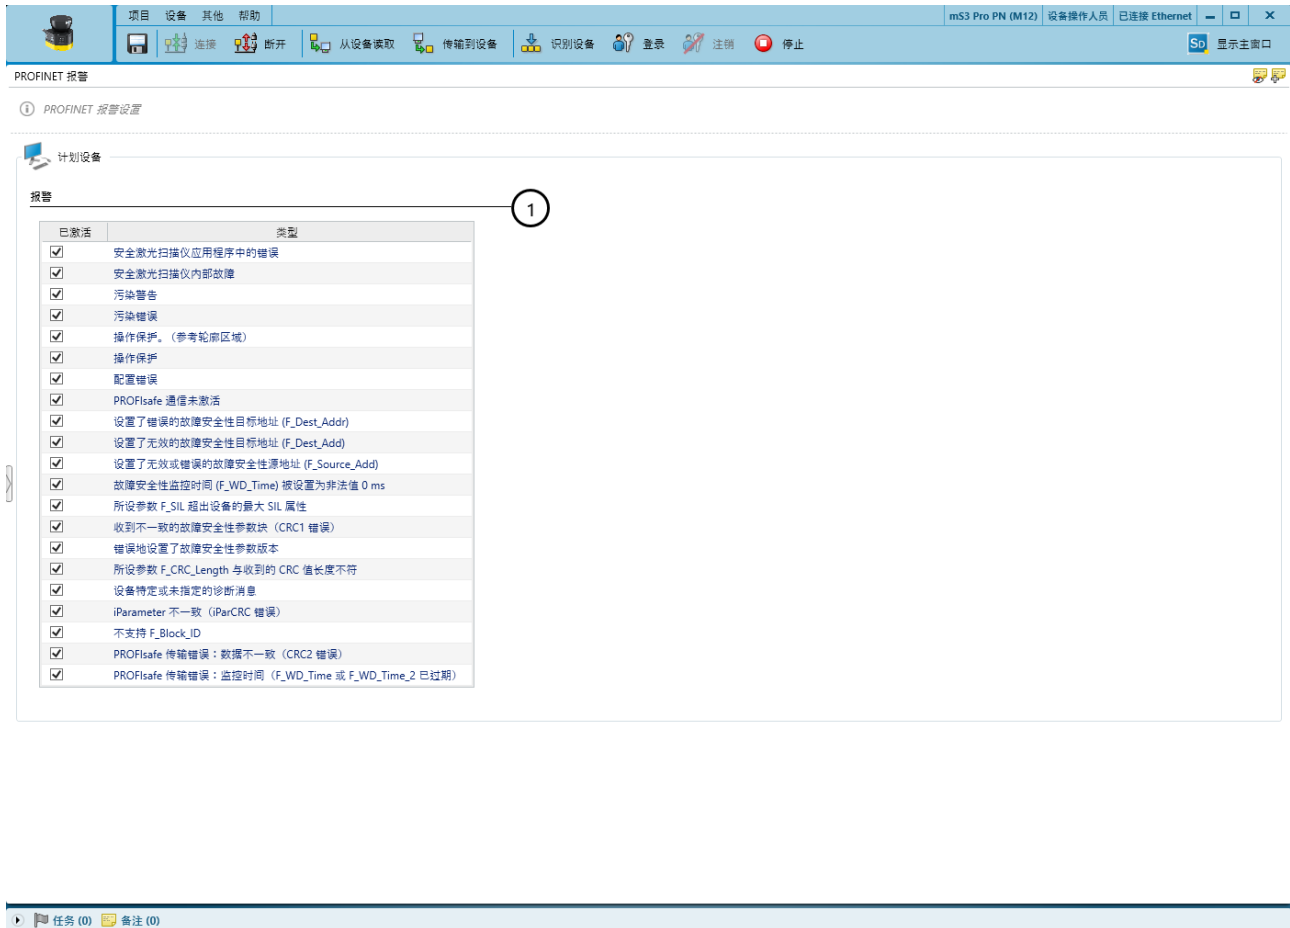 项目 设备 其他 帮助
mS3 Pro PN (M12) 设备操作人员 已连接 Ethernet
连接 断开 从设备读取 传输到设备 识别设备 登录 注销 停止 SD 显示主窗口
PROFINET 报警
PROFINET 报警设置
计划设备
报警
1
已激活 类型
安全激光扫描仪应用程序中的错误
安全激光扫描仪内部故障
污染警告
污染错误
操作保护。(参考轮廓区域)
操作保护
配置错误
PROFIsafe 通信未激活
设置了错误的故障安全性目标地址 (F_Dest_Addr)
设置了无效的故障安全性目标地址 (F_Dest_Add)
设置了无效或错误的故障安全性源地址 (F_Source_Add)
故障安全性监控时间 (F_WD_Time) 被设置为非法值 0 ms
所设参数 F_SIL 超出设备的最大 SIL 属性
收到不一致的故障安全性参数块(CRC1 错误)
错误地设置了故障安全性参数版本
所设参数 F_CRC_Length 与收到的 CRC 值长度不符
设备特定或未指定的诊断消息
iParameter 不一致(iParCRC 错误)
不支持 F_Block_ID
PROFIsafe 传输错误:数据不一致(CRC2 错误)
PROFIsafe 传输错误:监控时间(F_WD_Time 或 F_WD_Time_2 已过期)
任务 (0) 备注 (0)